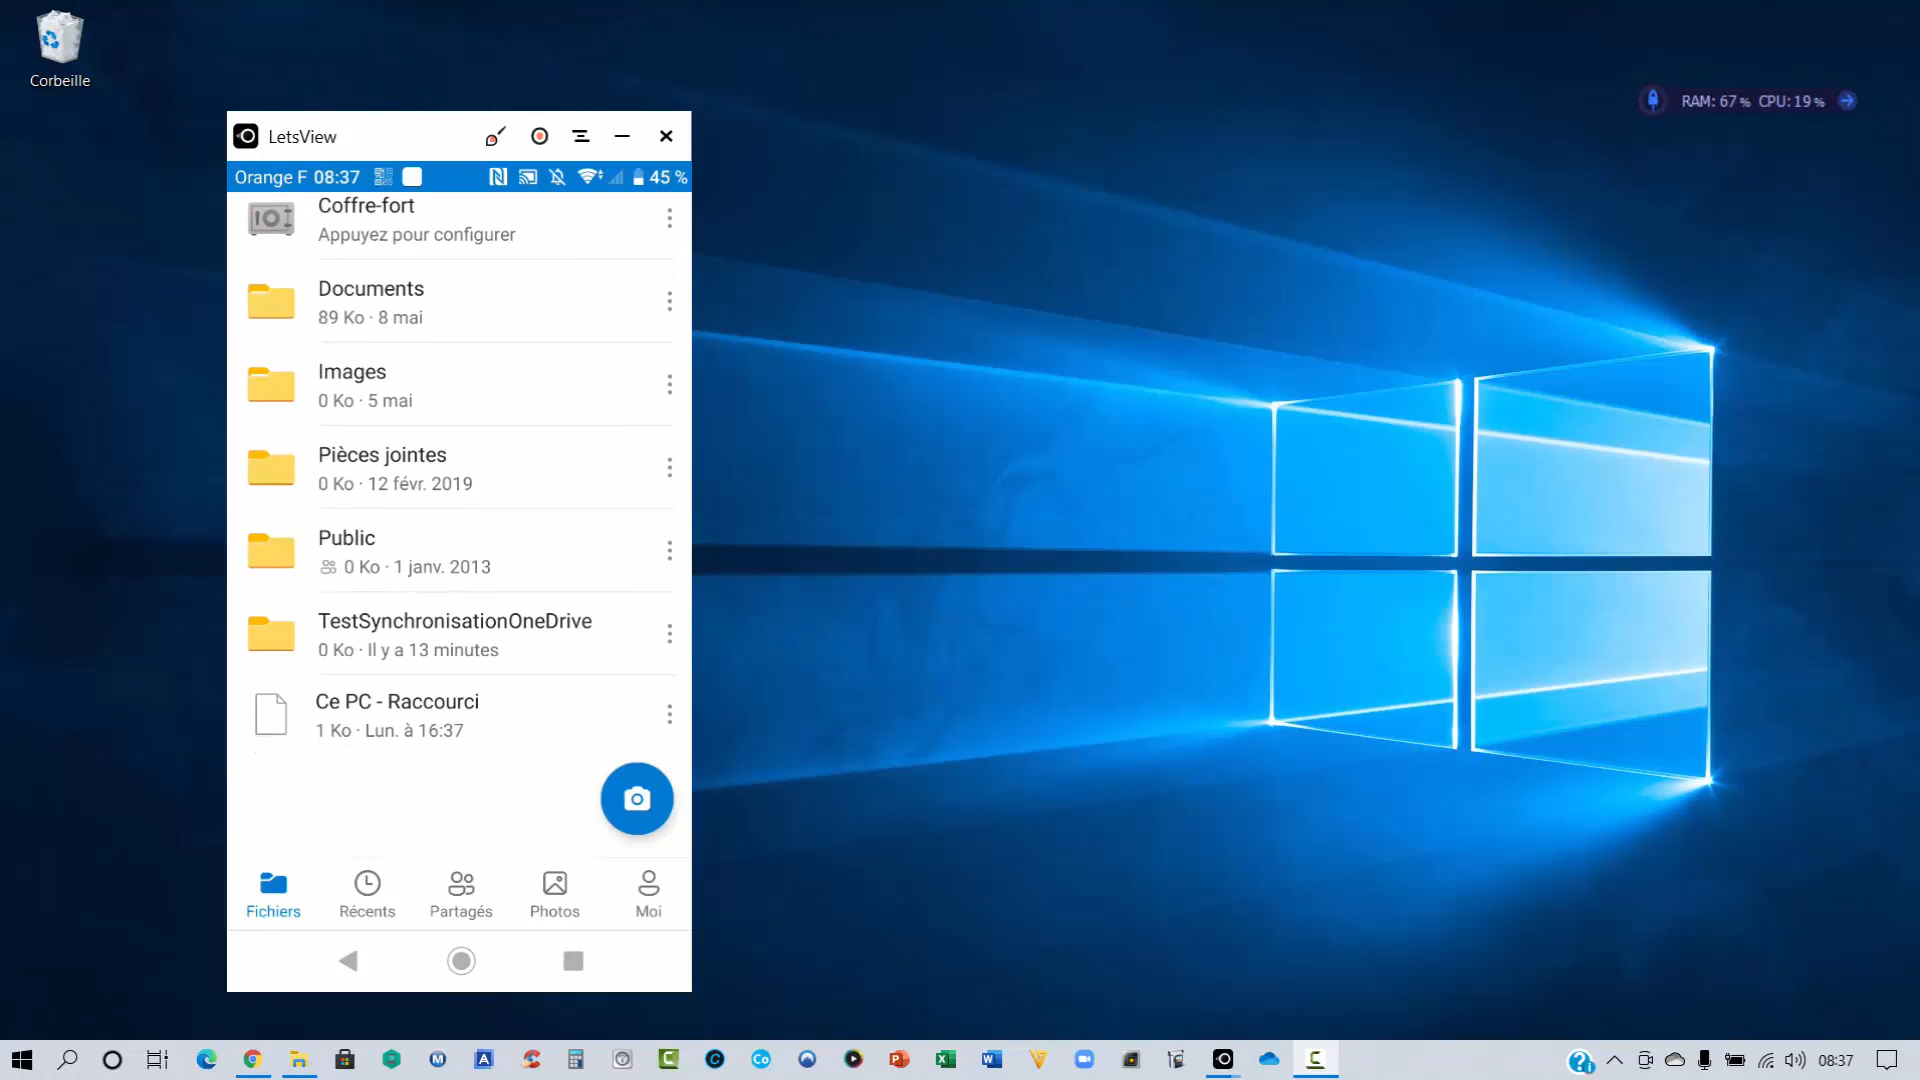 Corbeille
RAM: 67 % CPU: 19 %
LetsView
Orange F 08:37
45 %
Coffre-fort
Appuyez pour configurer
Documents
89 Ko · 8 mai
Images
0 Ko · 5 mai
Pièces jointes
0 Ko · 12 févr. 2019
Public
0 Ko · 1 janv. 2013
TestSynchronisationOneDrive
0 Ko · Il y a 13 minutes
Ce PC - Raccourci
1 Ko · Lun. à 16:37
Fichiers
Récents
Partagés
Photos
Moi
08:37